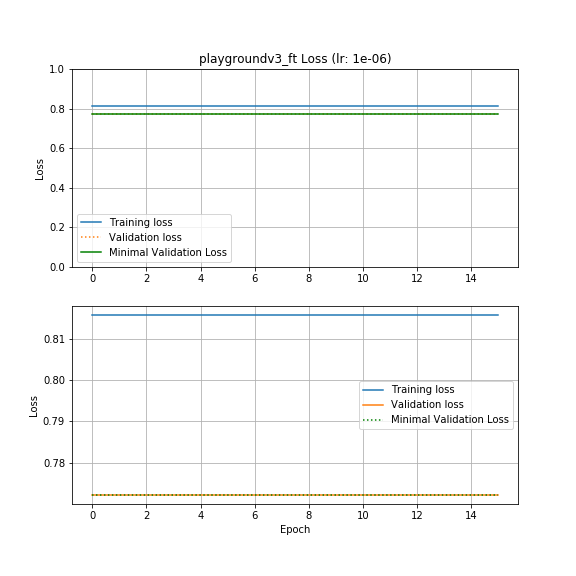 playgroundv3_ft Loss (lr: 1e-06)
1.0
0.8
0.6
0.4
0.2
0.0
Loss
Training loss
Validation loss
Minimal Validation Loss
0 2 4 6 8 10 12 14
0.81
0.80
0.79
0.78
Loss
Training loss
Validation loss
Minimal Validation Loss
0 2 4 6 8 10 12 14
Epoch